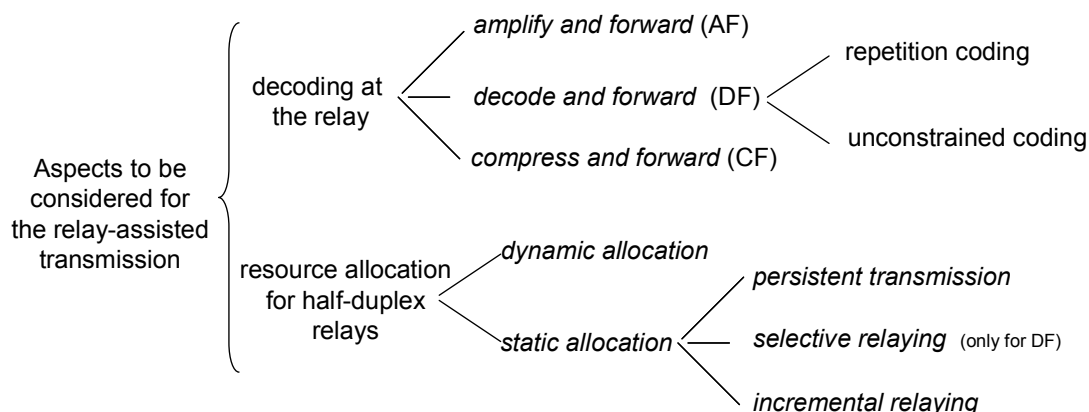 Aspects to be
considered for
the relay-assisted
transmission
decoding at
the relay
amplify and forward (AF)
decode and forward (DF)
compress and forward (CF)
repetition coding
unconstrained coding
resource allocation
for half-duplex
relays
dynamic allocation
static allocation
persistent transmission
selective relaying (only for DF)
incremental relaying